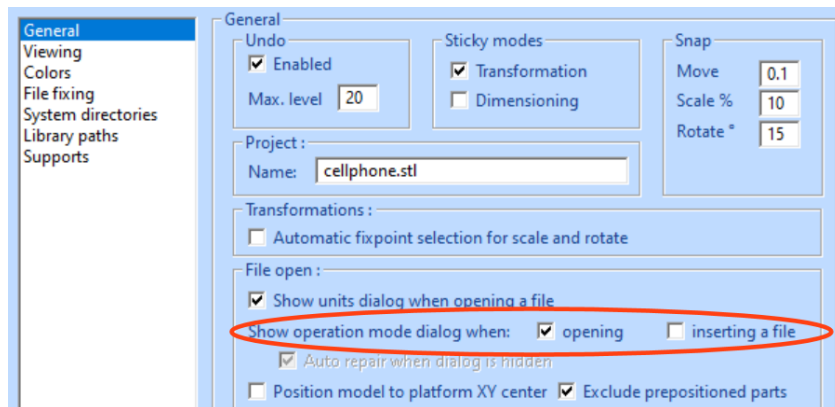 General
Viewing
Colors
File fixing
System directories
Library paths
Supports
General
Undo
Enabled
Max. level 20
Sticky modes
Transformation
Dimensioning
Snap
Move 0.1
Scale % 10
Rotate ° 15
Project :
Name: cellphone.stl
Transformations :
Automatic fixpoint selection for scale and rotate
File open :
Show units dialog when opening a file
Show operation mode dialog when: opening inserting a file
Auto repair when dialog is hidden
Position model to platform XY center Exclude prepositioned parts